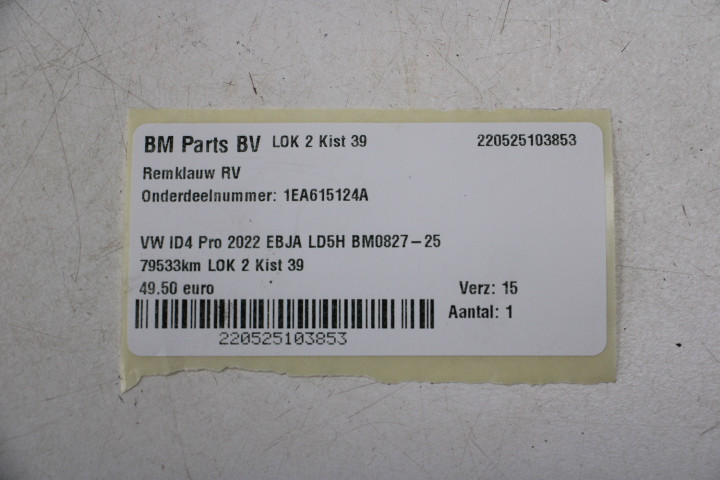 BM Parts BV LOK 2 Kist 39 220525103853
Remklauw RV
Onderdeelnummer: 1EA615124A
VW ID4 Pro 2022 EBJA LD5H BM0827-25
79533km LOK 2 Kist 39
49.50 euro Verz: 15
Aantal: 1
220525103853